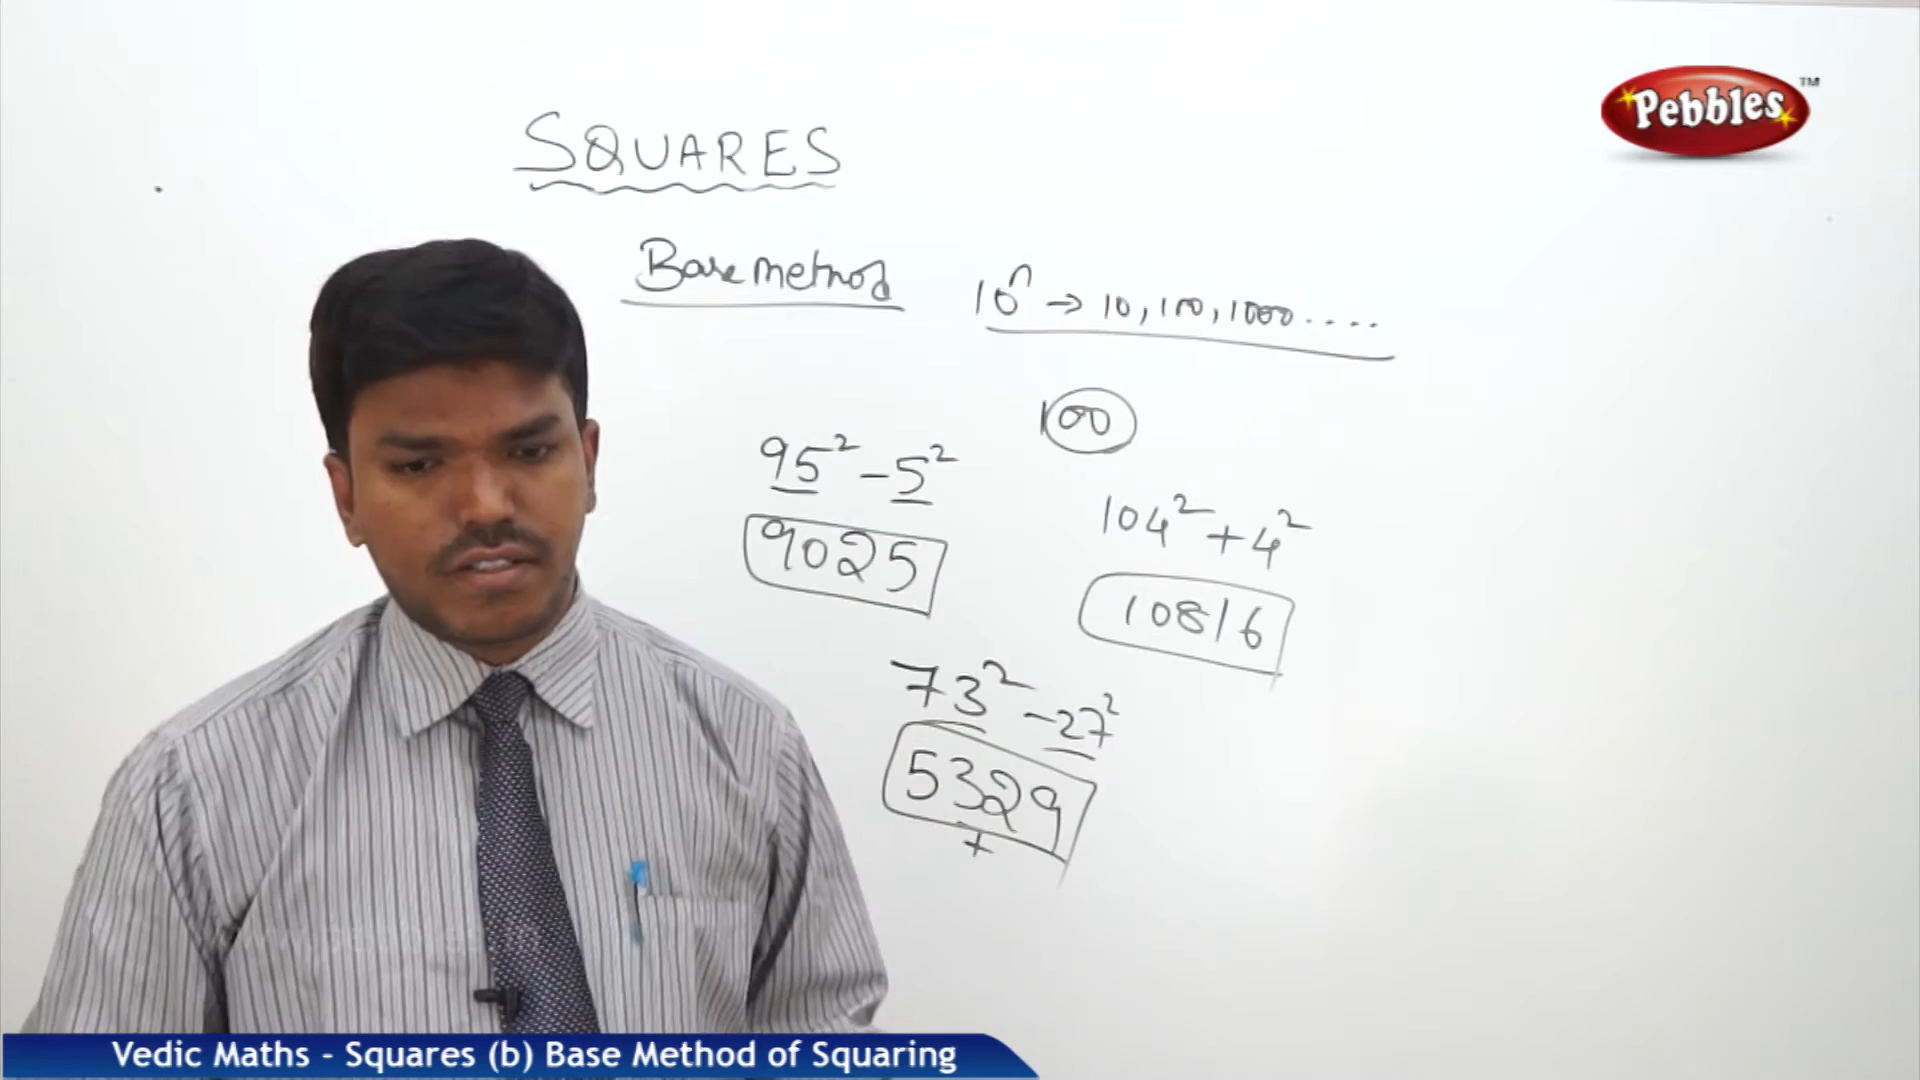 Pebbles™
SQUARES
Base method
10ⁿ → 10, 100, 1000.....
100
95² - 5²
9025
104² + 4²
10816
73² - 27²
5329
+
Vedic Maths - Squares (b) Base Method of Squaring